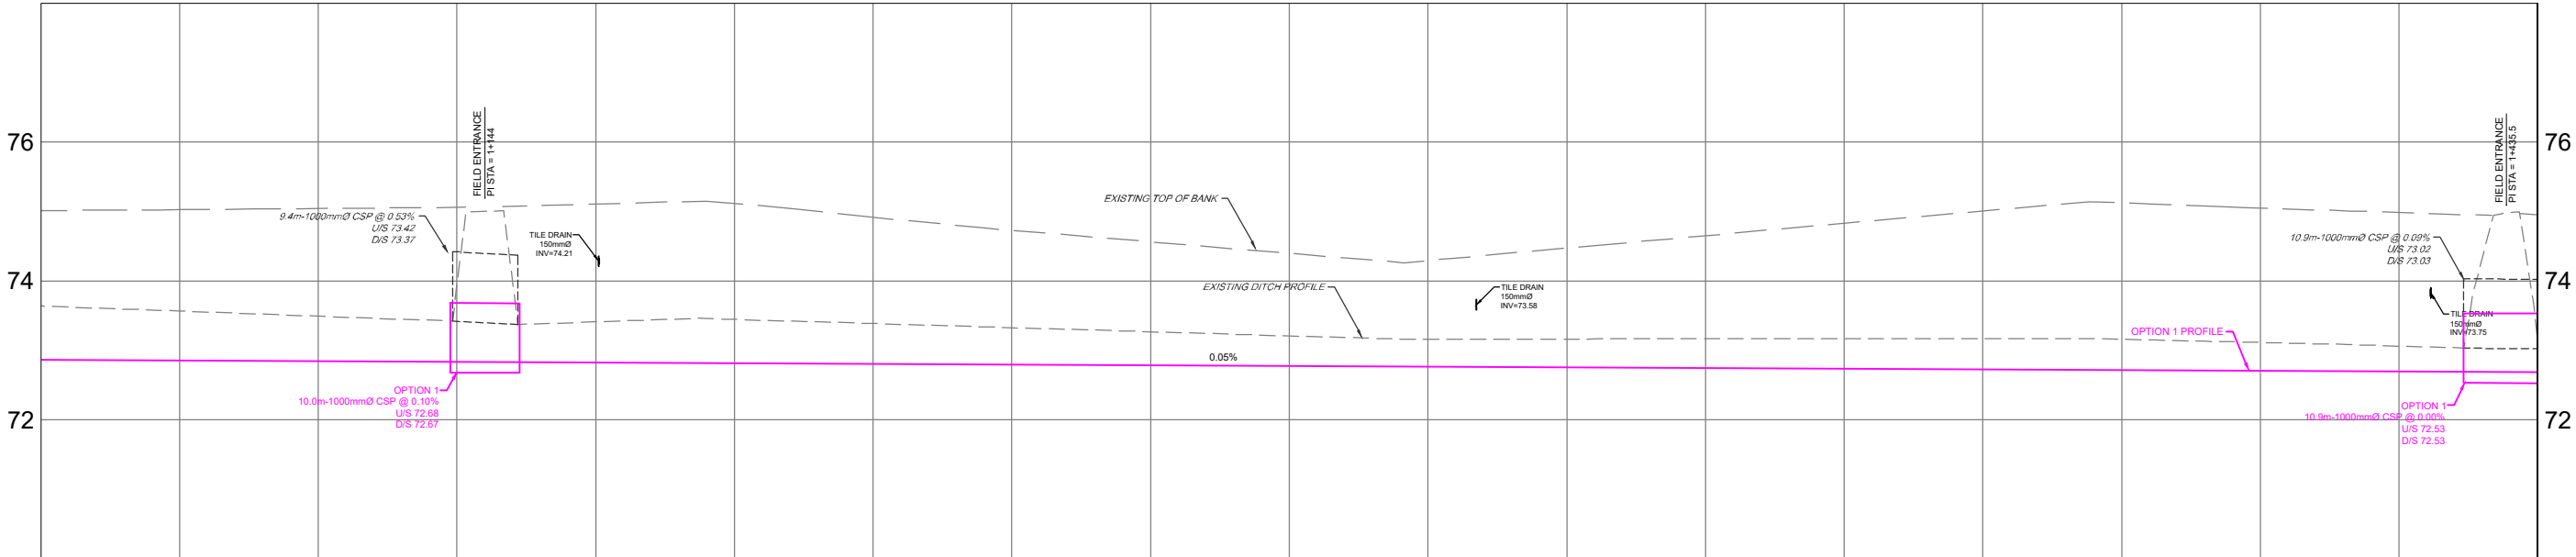 76
76
74
74
72
72
FIELD ENTRANCE
PI STA = 1+144
9.4m-1000mmØ CSP @ 0.53%
U/S 73.42
D/S 73.37
TILE DRAIN
150mmØ
INV=74.21
OPTION 1
10.0m-1000mmØ CSP @ 0.10%
U/S 72.68
D/S 72.67
EXISTING TOP OF BANK
EXISTING DITCH PROFILE
0.05%
TILE DRAIN
150mmØ
INV=73.58
OPTION 1 PROFILE
FIELD ENTRANCE
PI STA = 1+435.5
10.9m-1000mmØ CSP @ 0.09%
U/S 73.02
D/S 73.03
TILE DRAIN
150mmØ
INV=73.75
OPTION 1
10.9m-1000mmØ CSP @ 0.00%
U/S 72.53
D/S 72.53